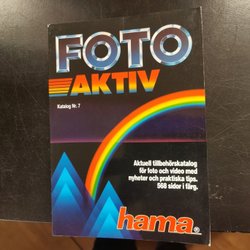 FOTO
AKTIV
Katalog Nr. 7
Aktuell tillbehörskatalog
för foto och video med
nyheter och praktiska tips.
568 sidor i färg.
hama®